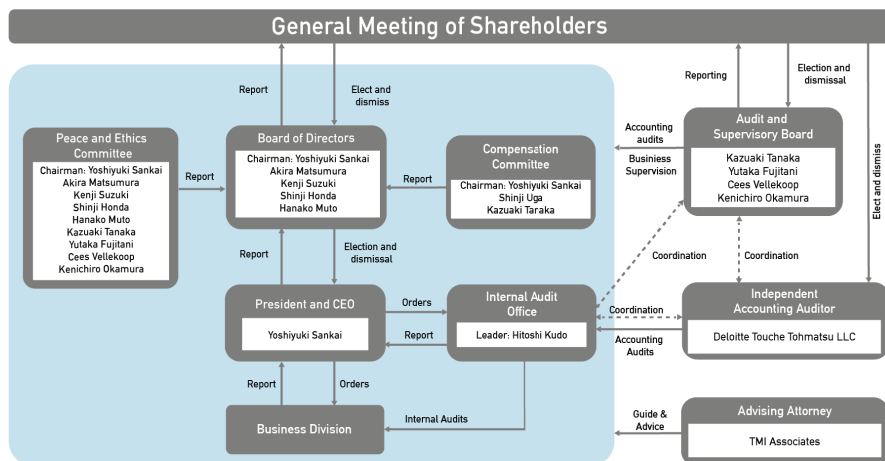 General Meeting of Shareholders
Report
Elect and
dismiss
Reporting
Election and
dismissal
Elect and dismiss
Peace and Ethics
Committee
Chairman: Yoshiyuki Sankai
Akira Matsumura
Kenji Suzuki
Shinji Honda
Hanako Muto
Kazuaki Tanaka
Yutaka Fujitani
Cees Vellekoop
Kenichiro Okamura
Report
Board of Directors
Chairman: Yoshiyuki Sankai
Akira Matsumura
Kenji Suzuki
Shinji Honda
Hanako Muto
Report
Compensation
Committee
Chairman: Yoshiyuki Sankai
Shinji Uga
Kazuaki Taraka
Accounting
audits
Busiiness
Supervision
Audit and
Supervisory Board
Kazuaki Tanaka
Yutaka Fujitani
Cees Vellekoop
Kenichiro Okamura
Report
Election and
dismissal
Coordination
Coordination
President and CEO
Yoshiyuki Sankai
Orders
Report
Internal Audit
Office
Leader: Hitoshi Kudo
Coordination
Accounting
Audits
Independent
Accounting Auditor
Deloitte Touche Tohmatsu LLC
Report
Orders
Business Division
Internal Audits
Guide &
Advice
Advising Attorney
TMI Associates